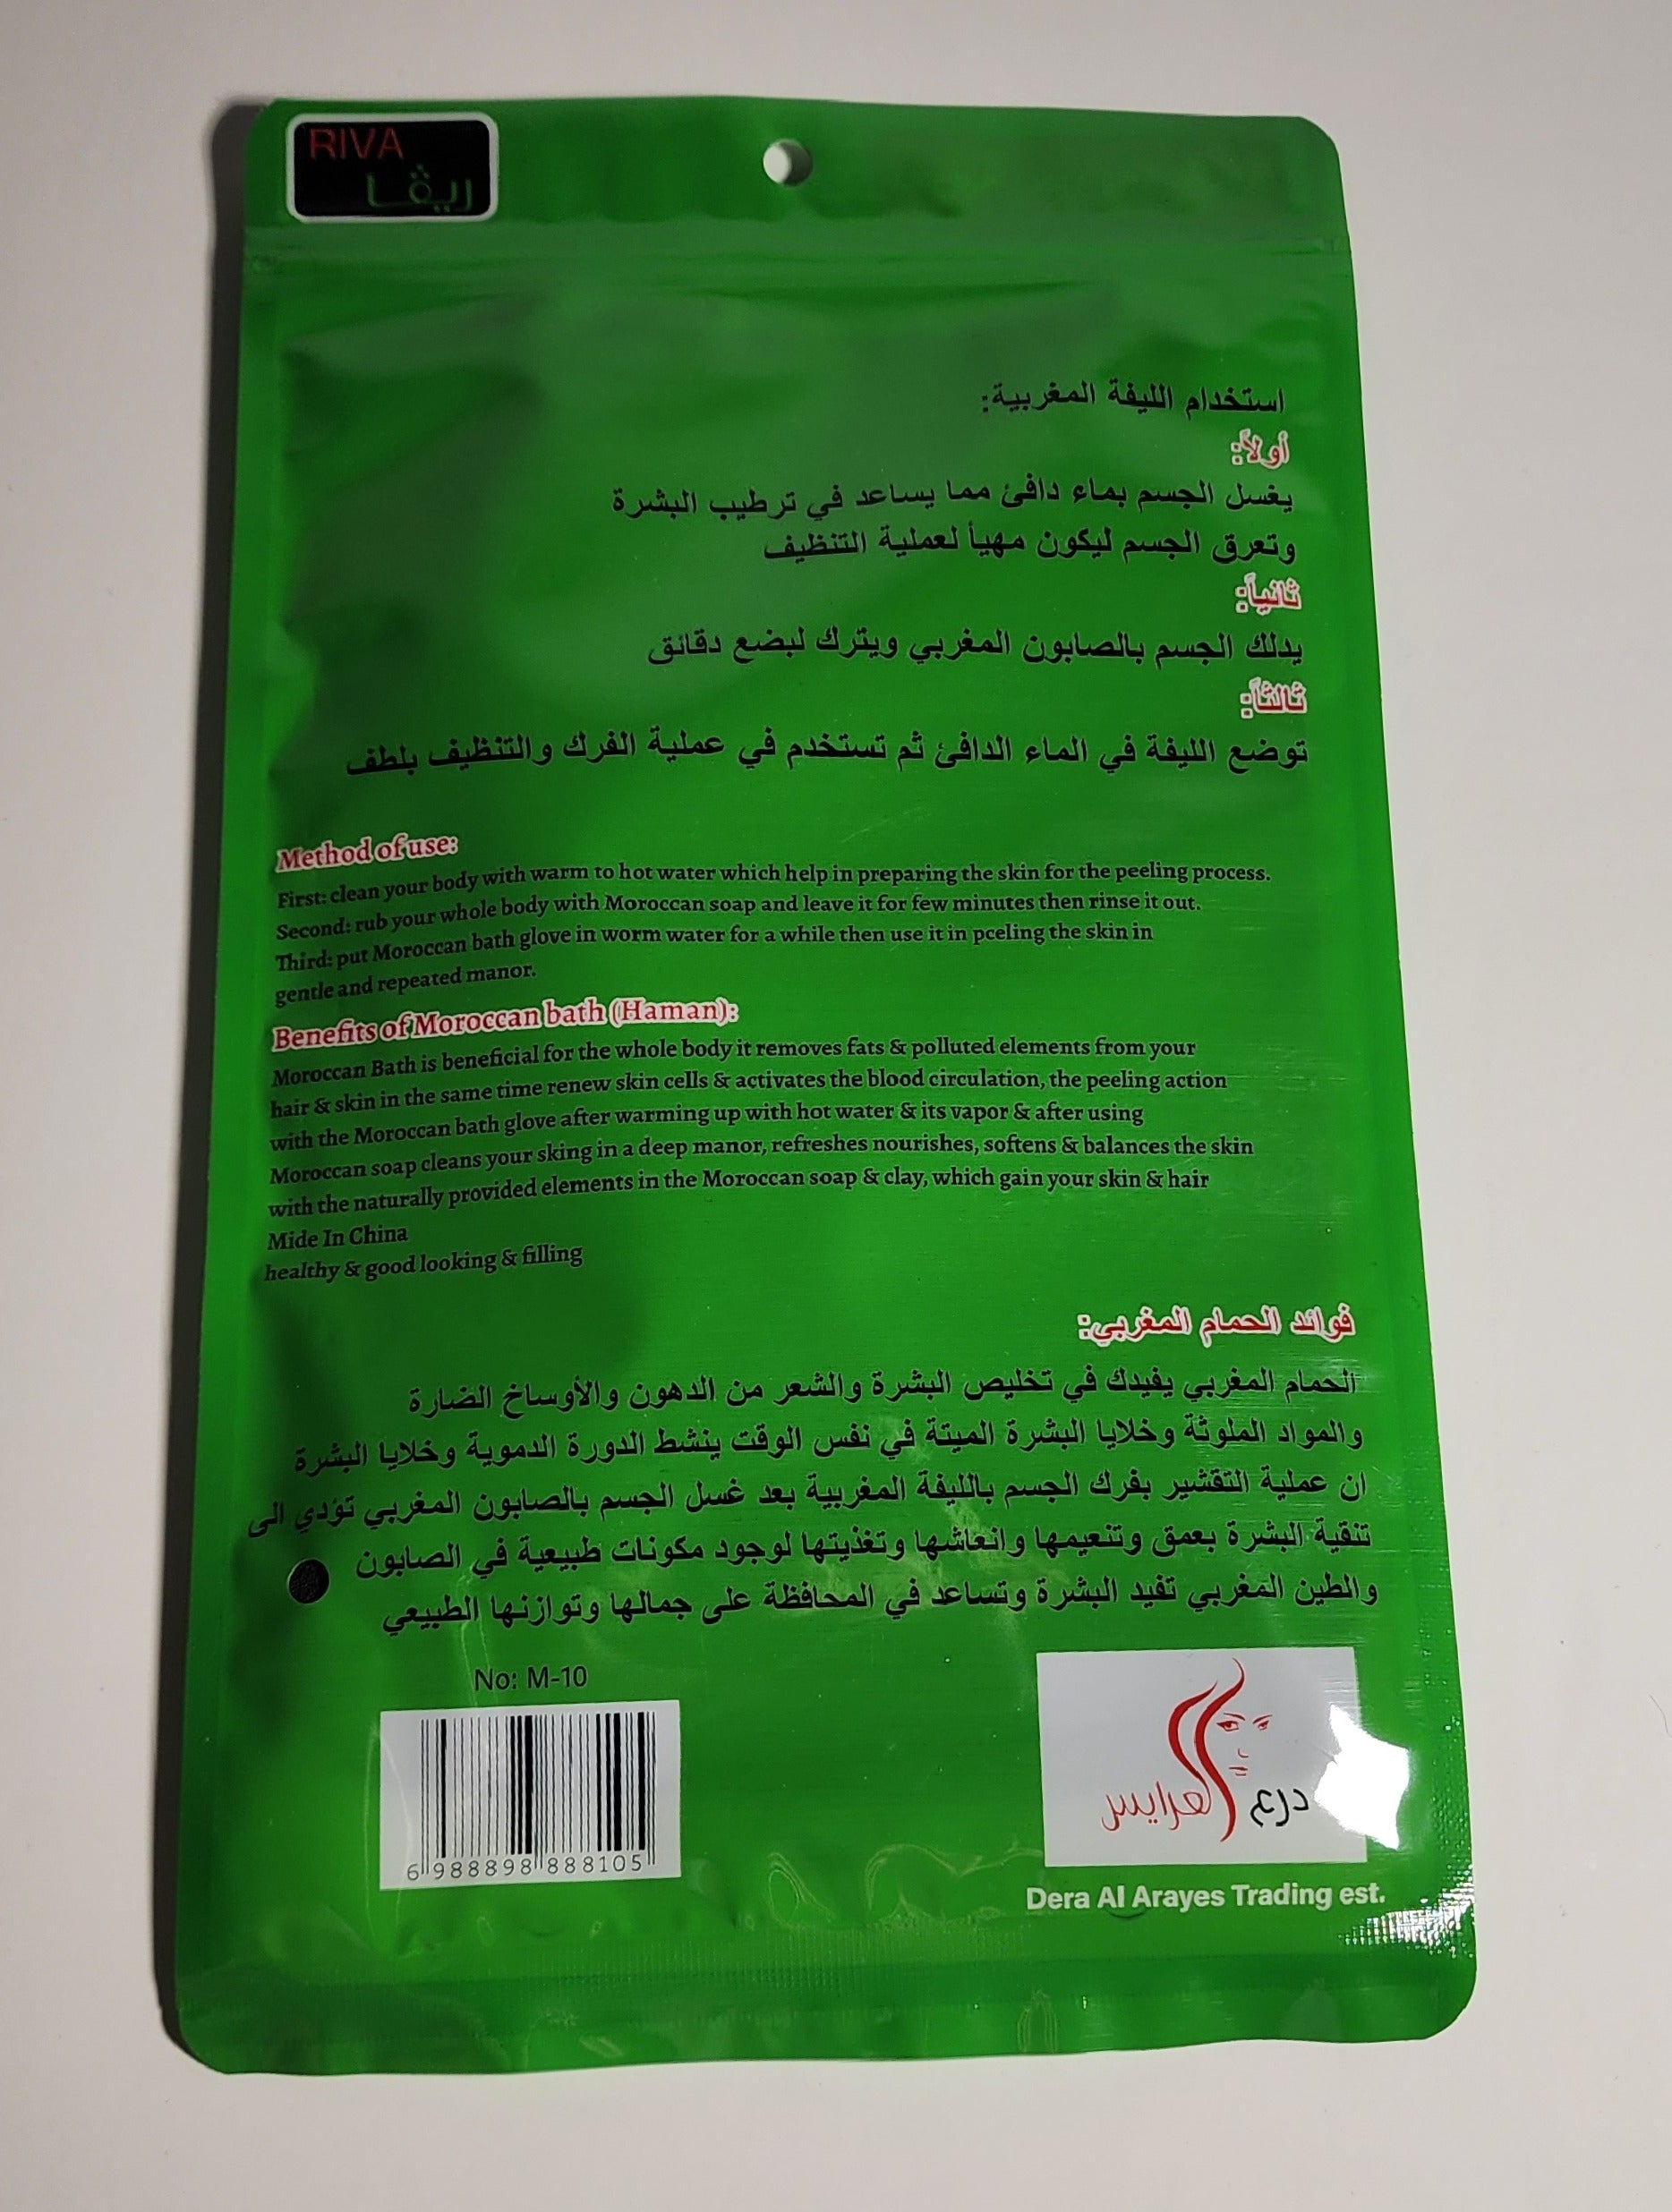 RIVA
ريڤا
استخدام الليفة المغربية:
أولاً:
يغسل الجسم بماء دافئ مما يساعد في ترطيب البشرة
وتعرق الجسم ليكون مهيأ لعملية التنظيف
ثانياً:
يدلك الجسم بالصابون المغربي ويترك لبضع دقائق
ثالثاً:
توضع الليفة في الماء الدافئ ثم تستخدم في عملية الفرك والتنظيف بلطف
Method of use:
First: clean your body with warm to hot water which help in preparing the skin for the peeling process.
Second: rub your whole body with Moroccan soap and leave it for few minutes then rinse it out.
Third: put Moroccan bath glove in worm water for a while then use it in pceling the skin in
gentle and repeated manor.
Benefits of Moroccan bath (Haman):
Moroccan Bath is beneficial for the whole body it removes fats & polluted elements from your
hair & skin in the same time renew skin cells & activates the blood circulation, the peeling action
with the Moroccan bath glove after warming up with hot water & its vapor & after using
Moroccan soap cleans your sking in a deep manor, refreshes nourishes, softens & balances the skin
with the naturally provided elements in the Moroccan soap & clay, which gain your skin & hair
Mide In China
healthy & good looking & filling
فوائد الحمام المغربي:
الحمام المغربي يفيدك في تخليص البشرة والشعر من الدهون والأوساخ الضارة
والمواد الملوثة وخلايا البشرة الميتة في نفس الوقت ينشط الدورة الدموية وخلايا البشرة
ان عملية التقشير بفرك الجسم بالليفة المغربية بعد غسل الجسم بالصابون المغربي تؤدي الى
تنقية البشرة بعمق وتنعيمها وانعاشها وتغذيتها لوجود مكونات طبيعية في الصابون
والطين المغربي تفيد البشرة وتساعد في المحافظة على جمالها وتوازنها الطبيعي
No: M-10
6 988898 888105
درع العرايس
Dera Al Arayes Trading est.